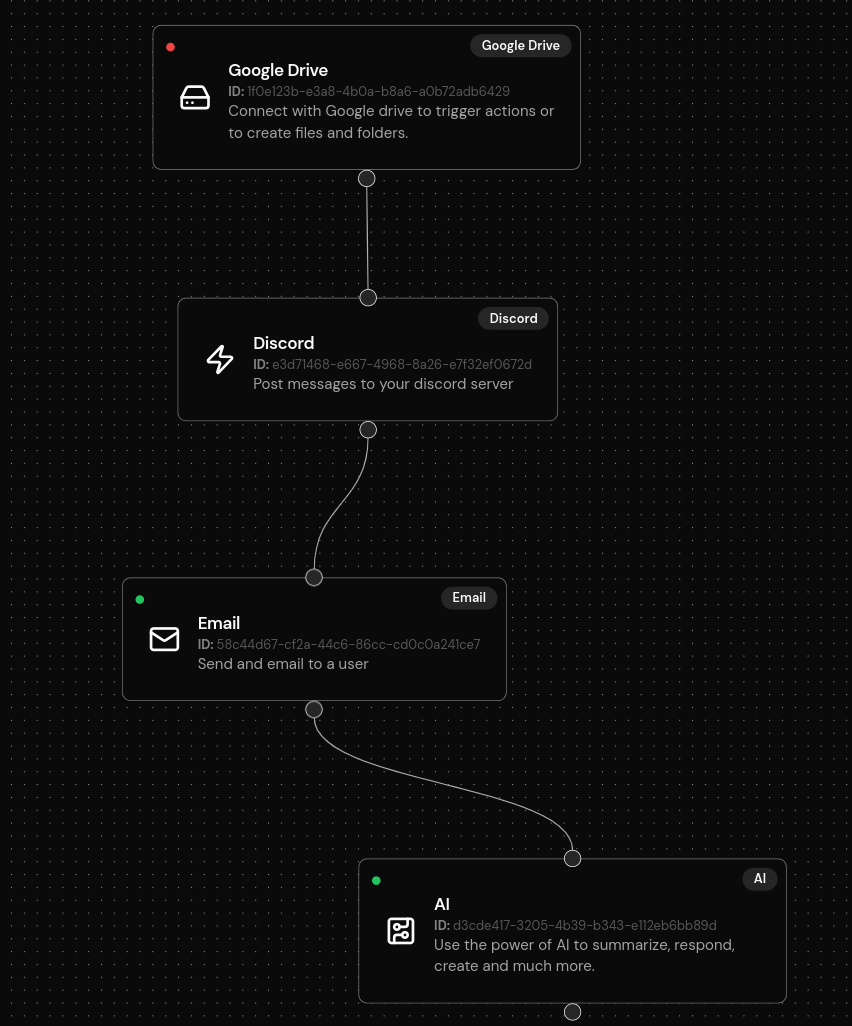 Google Drive
Google Drive
ID: 1f0e123b-e3a8-4b0a-b8a6-a0b72adb6429
Connect with Google drive to trigger actions or
to create files and folders.
Discord
Discord
ID: e3d71468-e667-4968-8a26-e7f32ef0672d
Post messages to your discord server
Email
Email
ID: 58c44d67-cf2a-44c6-86cc-cd0c0a241ce7
Send and email to a user
AI
AI
ID: d3cde417-3205-4b39-b343-e112eb6bb89d
Use the power of AI to summarize, respond,
create and much more.